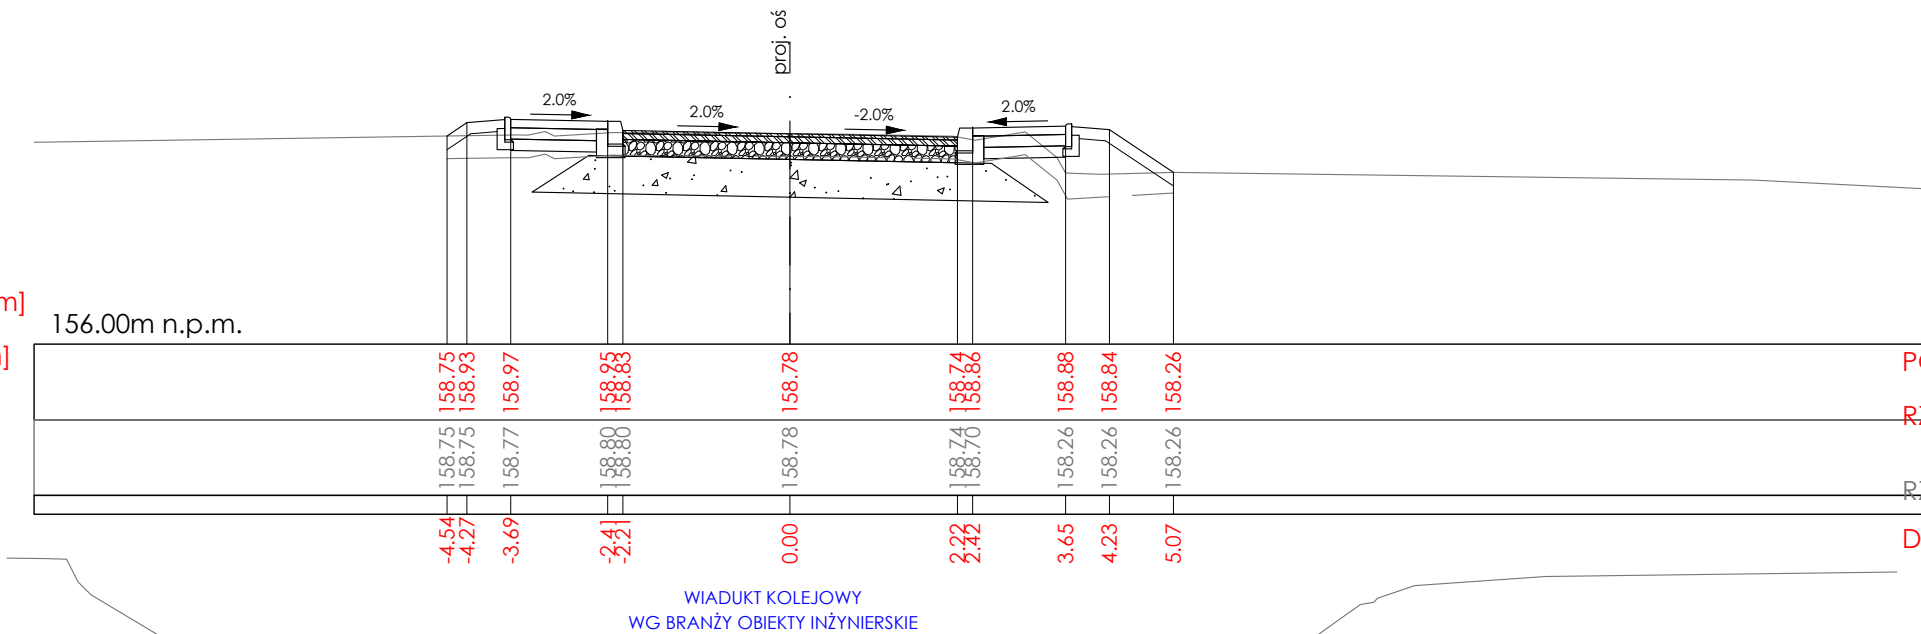 proj. oś
2.0%
2.0%
-2.0%
2.0%
m]
156.00m n.p.m.
]
158.75 158.93 158.97 158.95 158.83 158.78 158.74 158.86 158.88 158.84 158.26
158.75 158.75 158.77 158.80 158.80 158.78 158.74 158.70 158.26 158.26 158.26
-4.54 -4.27 -3.69 -2.41 -2.21 0.00 2.22 2.42 3.65 4.23 5.07
D
WIADUKT KOLEJOWY
WG BRANŻY OBIEKTY INŻYNIERSKIE